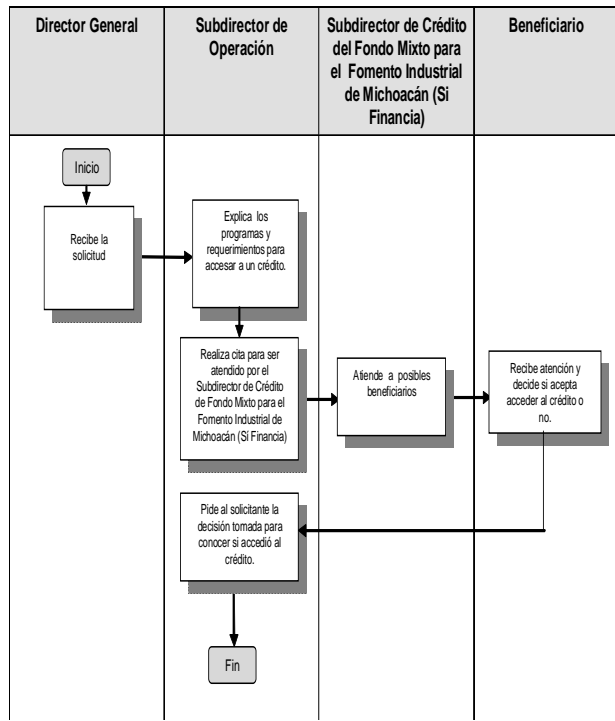 Director General
Subdirector de
Operación
Subdirector de Crédito
del Fondo Mixto para
el Fomento Industrial
de Michoacán (Si
Financia)
Beneficiario
Inicio
Recibe la
solicitud
Explica los
programas y
requerimientos para
accesar a un crédito.
Realiza cita para ser
atendido por el
Subdirector de Crédito
de Fondo Mixto para el
Fomento Industrial de
Michoacán (Sí Financia)
Atiende a posibles
beneficiarios
Recibe atención y
decide si acepta
acceder al crédito o
no.
Pide al solicitante la
decisión tomada para
conocer si accedió al
crédito.
Fin